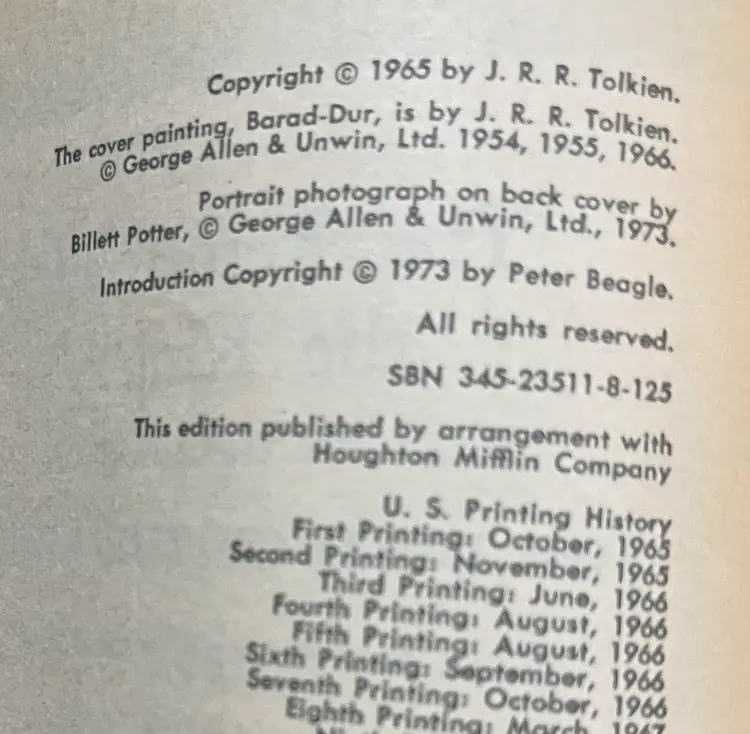 Copyright © 1965 by J. R. R. Tolkien.
The cover painting, Barad-Dur, is by J. R. R. Tolkien.
© George Allen & Unwin, Ltd. 1954, 1955, 1966.
Portrait photograph on back cover by
Billett Potter, © George Allen & Unwin, Ltd., 1973.
Introduction Copyright © 1973 by Peter Beagle.
All rights reserved.
SBN 345-23511-8-125
This edition published by arrangement with
Houghton Mifflin Company
U. S. Printing History
First Printing: October, 1965
Second Printing: November, 1965
Third Printing: June, 1966
Fourth Printing: August, 1966
Fifth Printing: August, 1966
Sixth Printing: September, 1966
Seventh Printing: October, 1966
Eighth Printing: March, 1967